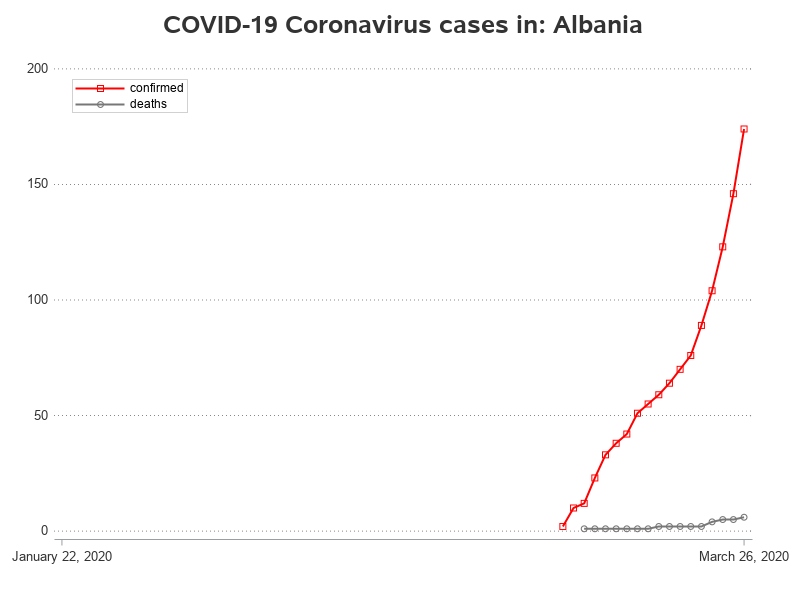 COVID-19 Coronavirus cases in: Albania
200
confirmed
deaths
150
100
50
0
January 22, 2020
March 26, 2020